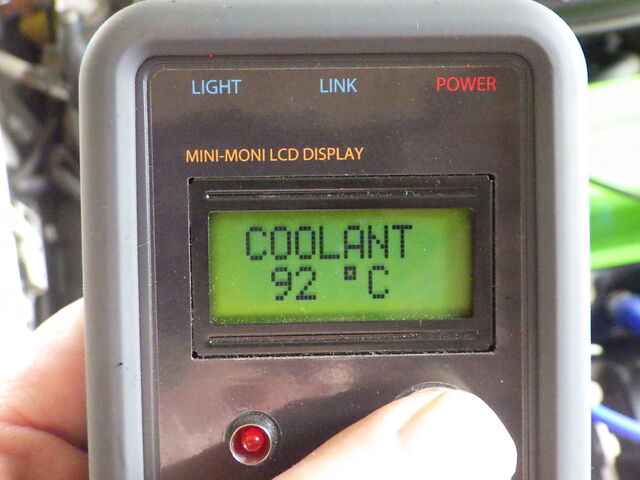 LIGHT LINK POWER
MINI-MONI LCD DISPLAY
COOLANT
92 °C